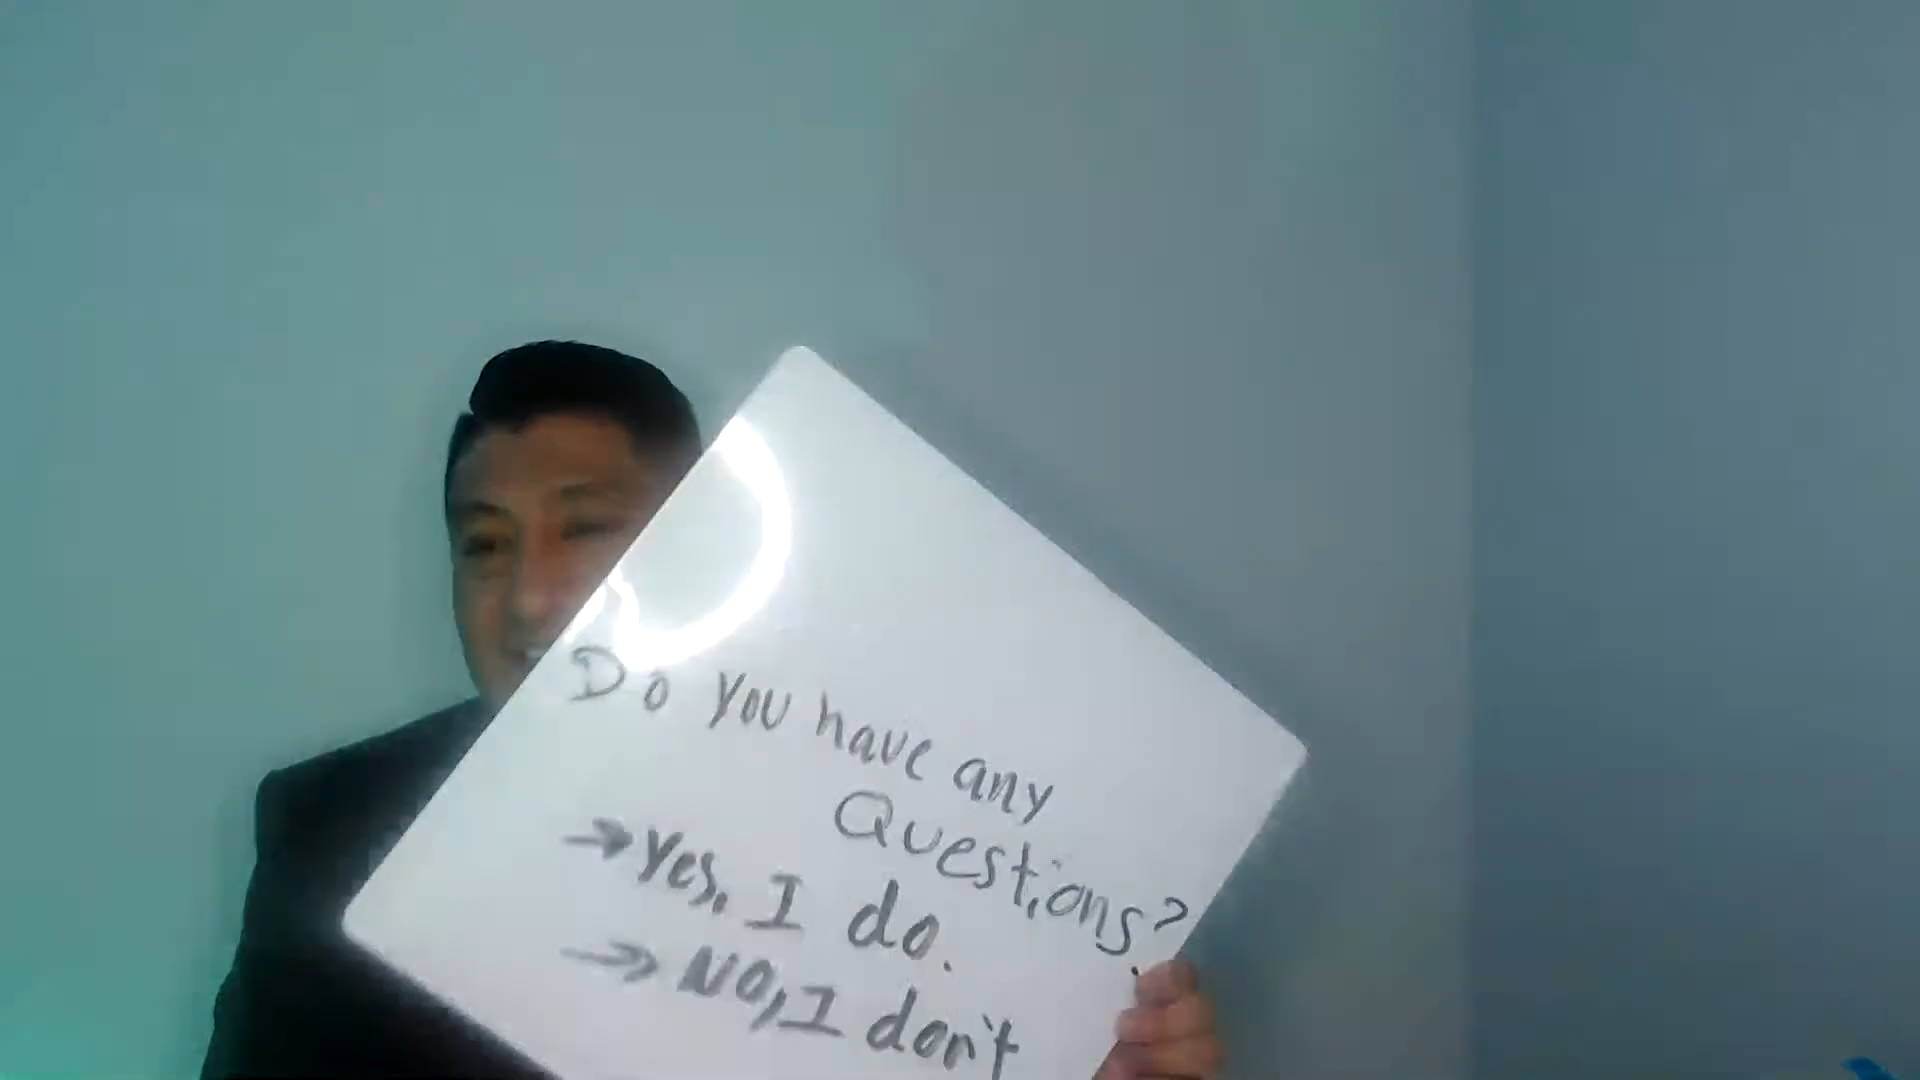 Do you have any
Questions?
→ Yes, I do.
→ No, I don't